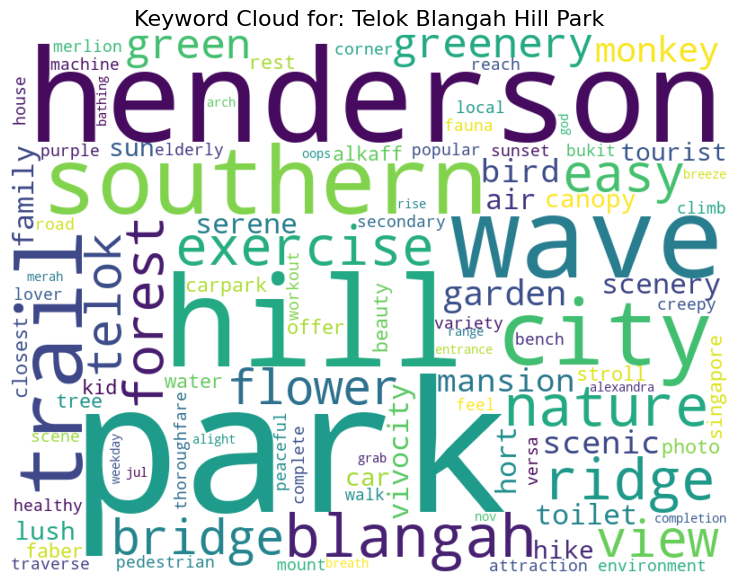 Keyword Cloud for: Telok Blangah Hill Park
merlion
green
corner
greenery
monkey
machine
rest
reach
house
bathing
henderson
arch
local
fauna
god
purple
sun
elderly
oops
alkaff
popular
sunset
bukit
tourist
family
southern
bird
easy
breeze
air
canopy
rise
climb
road
trail
telok
forest
serene
secondary
wave
exercise
merah
lover
closest
carpark
hill
workout
offer
beauty
garden
scenery
creepy
variety
range
entrance
bench
city
kid
tree
water
flower
mansion
stroll
alexandra
singapore
feel
nature
scene
park
weekday
jul
thoroughfare
alight
peaceful
complete
grab
car
walk
vivocity
hort
versa
scenic
photo
ridge
healthy
lush
faber
traverse
bridge
pedestrian
blangah
mount
breath
nov
hike
attraction
toilet
completion
view
environment